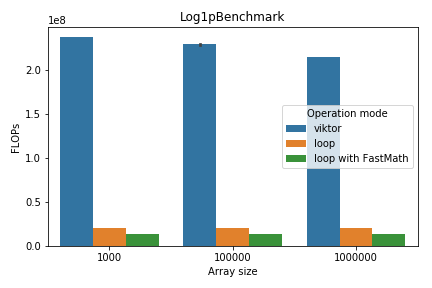 Log1pBenchmark
1e8
FLOPs
2.0
1.5
1.0
0.5
0.0
Operation mode
viktor
loop
loop with FastMath
1000
100000
1000000
Array size